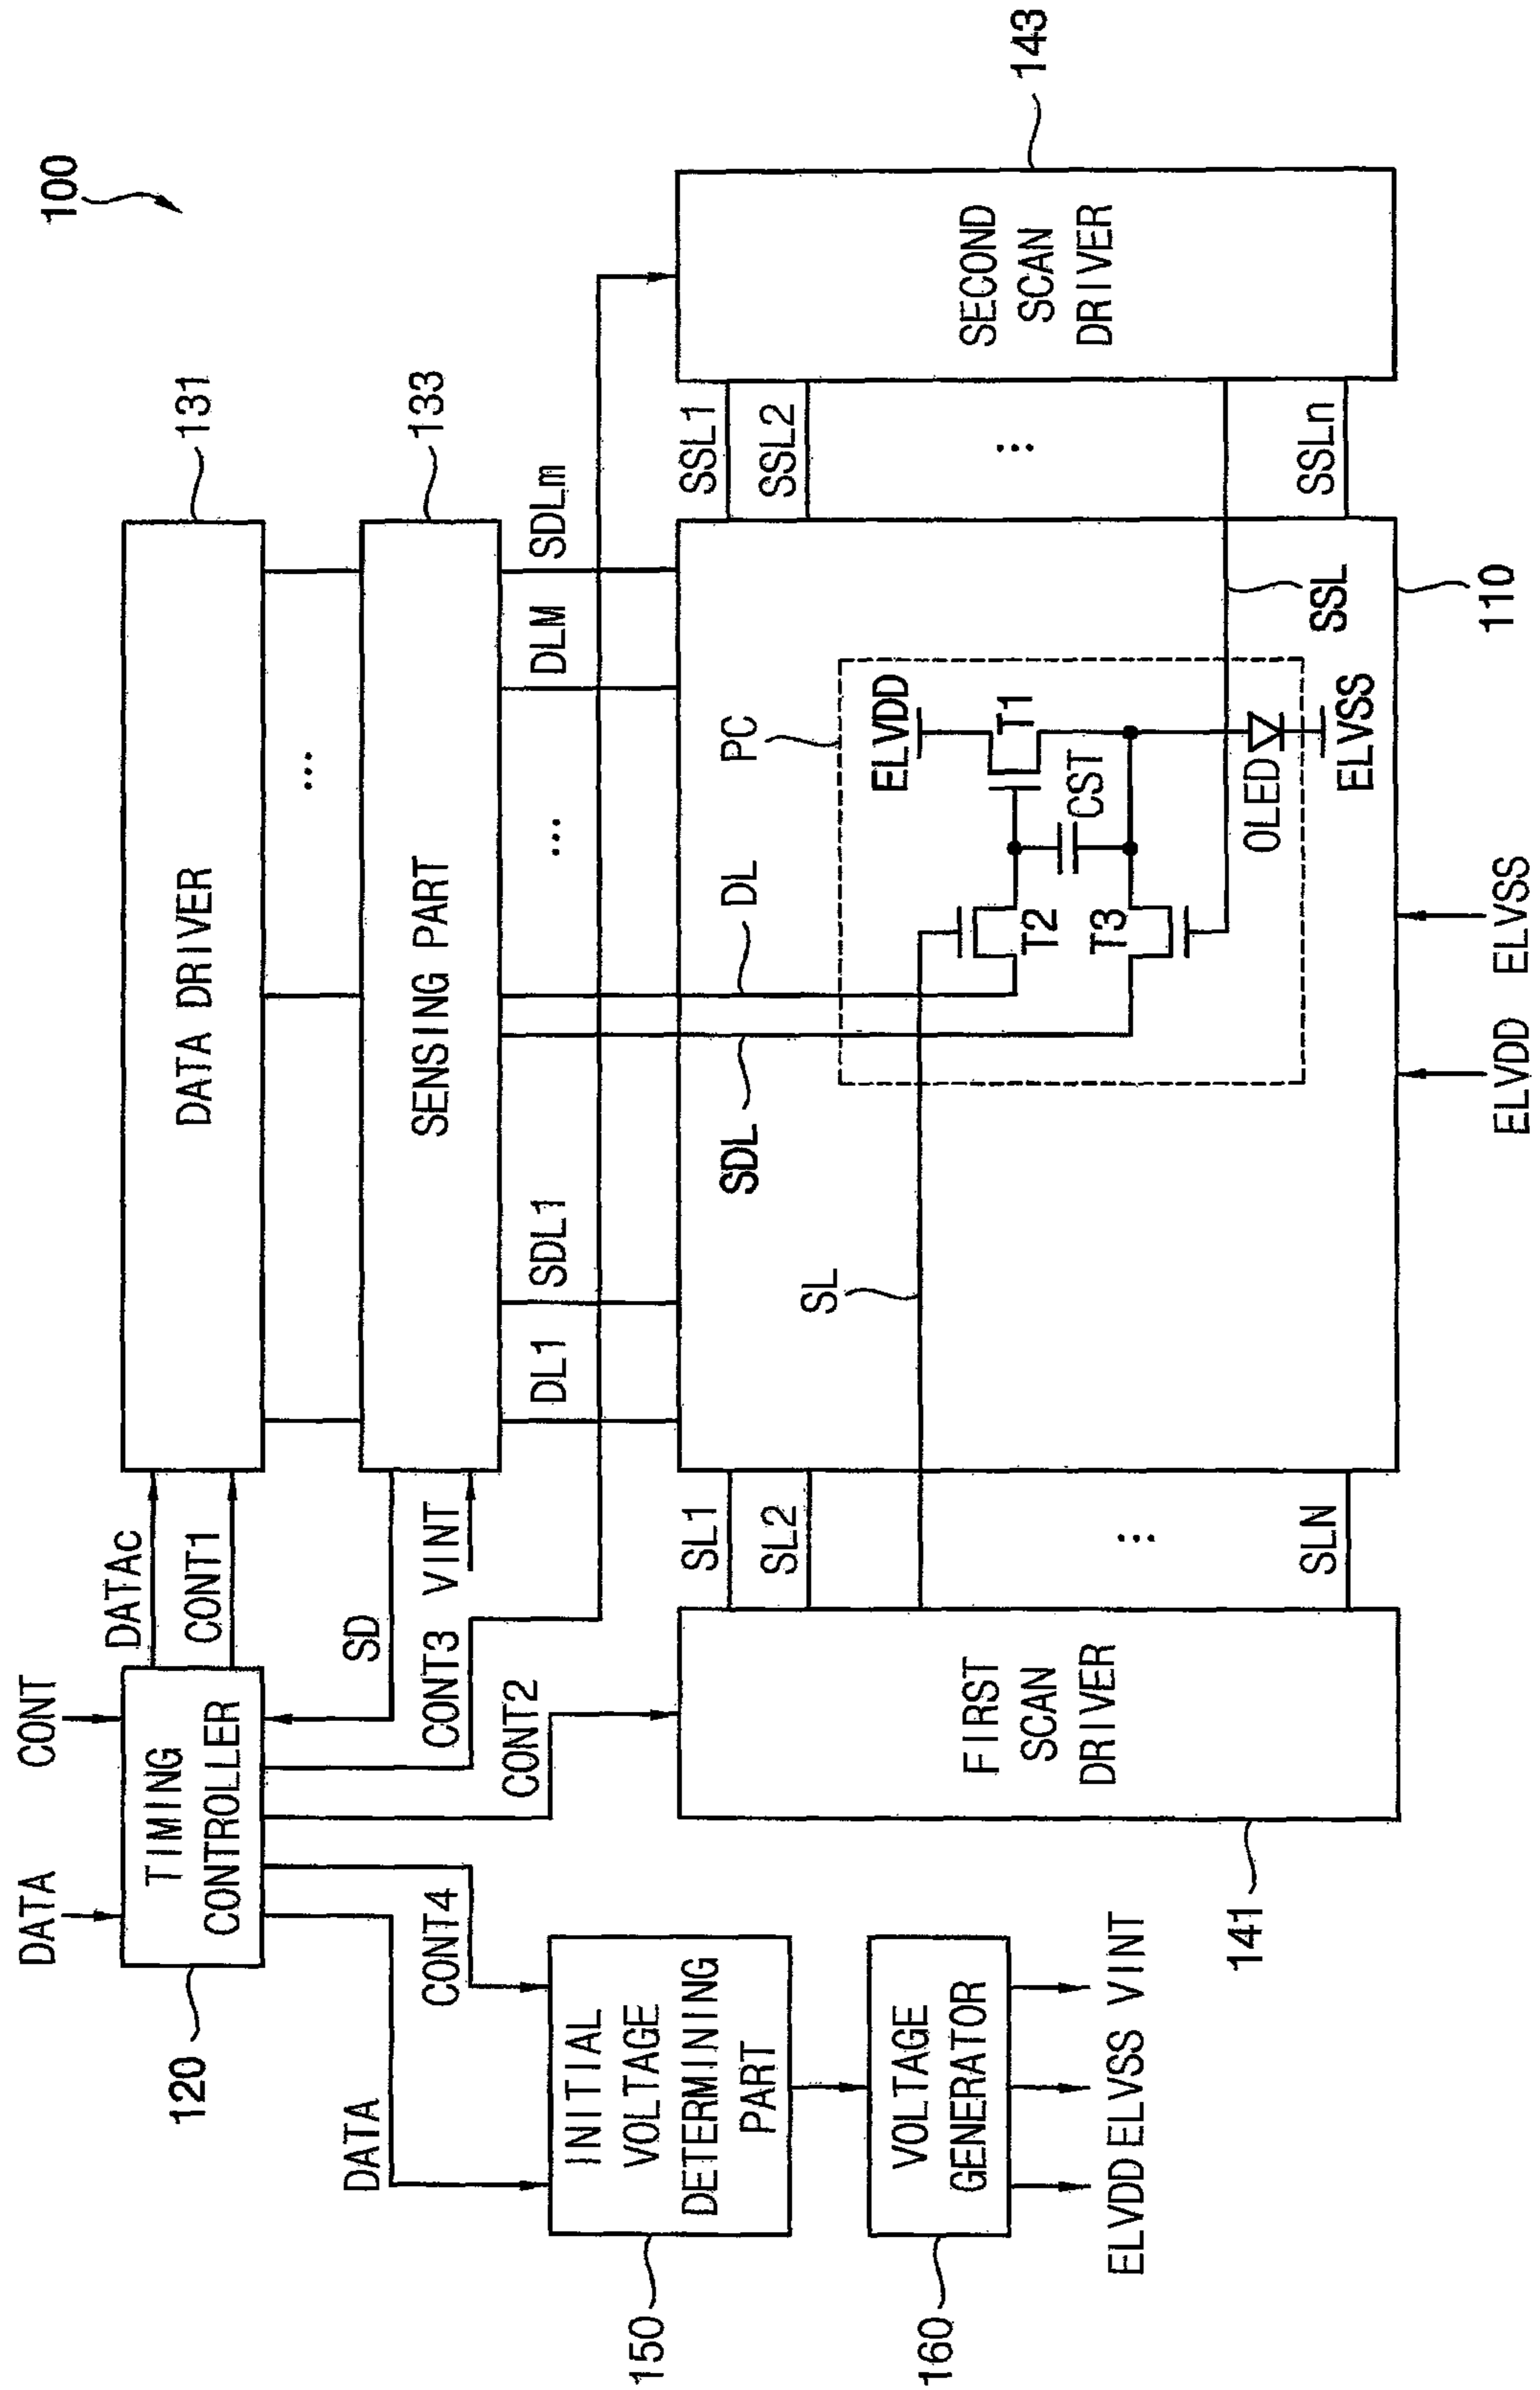 100
DATA
CONT
120
TIMING
CONTROLLER
DATAc
CONT1
DATA DRIVER
131
SD
VINT
SENSING PART
133
DATA
CONT4
CONT3
CONT2
DL1
SDL1
...
DLM
SDLm
150
INITIAL
VOLTAGE
DETERMINING
PART
160
VOLTAGE
GENERATOR
ELVDD
ELVSS
VINT
141
FIRST
SCAN
DRIVER
SL1
SL2
...
SLN
SL
SDL
DL
PC
ELVDD
T1
CST
T2
T3
OLED
ELVSS
SSL
110
ELVDD
ELVSS
SSL1
SSL2
...
SSLn
SECOND
SCAN
DRIVER
143